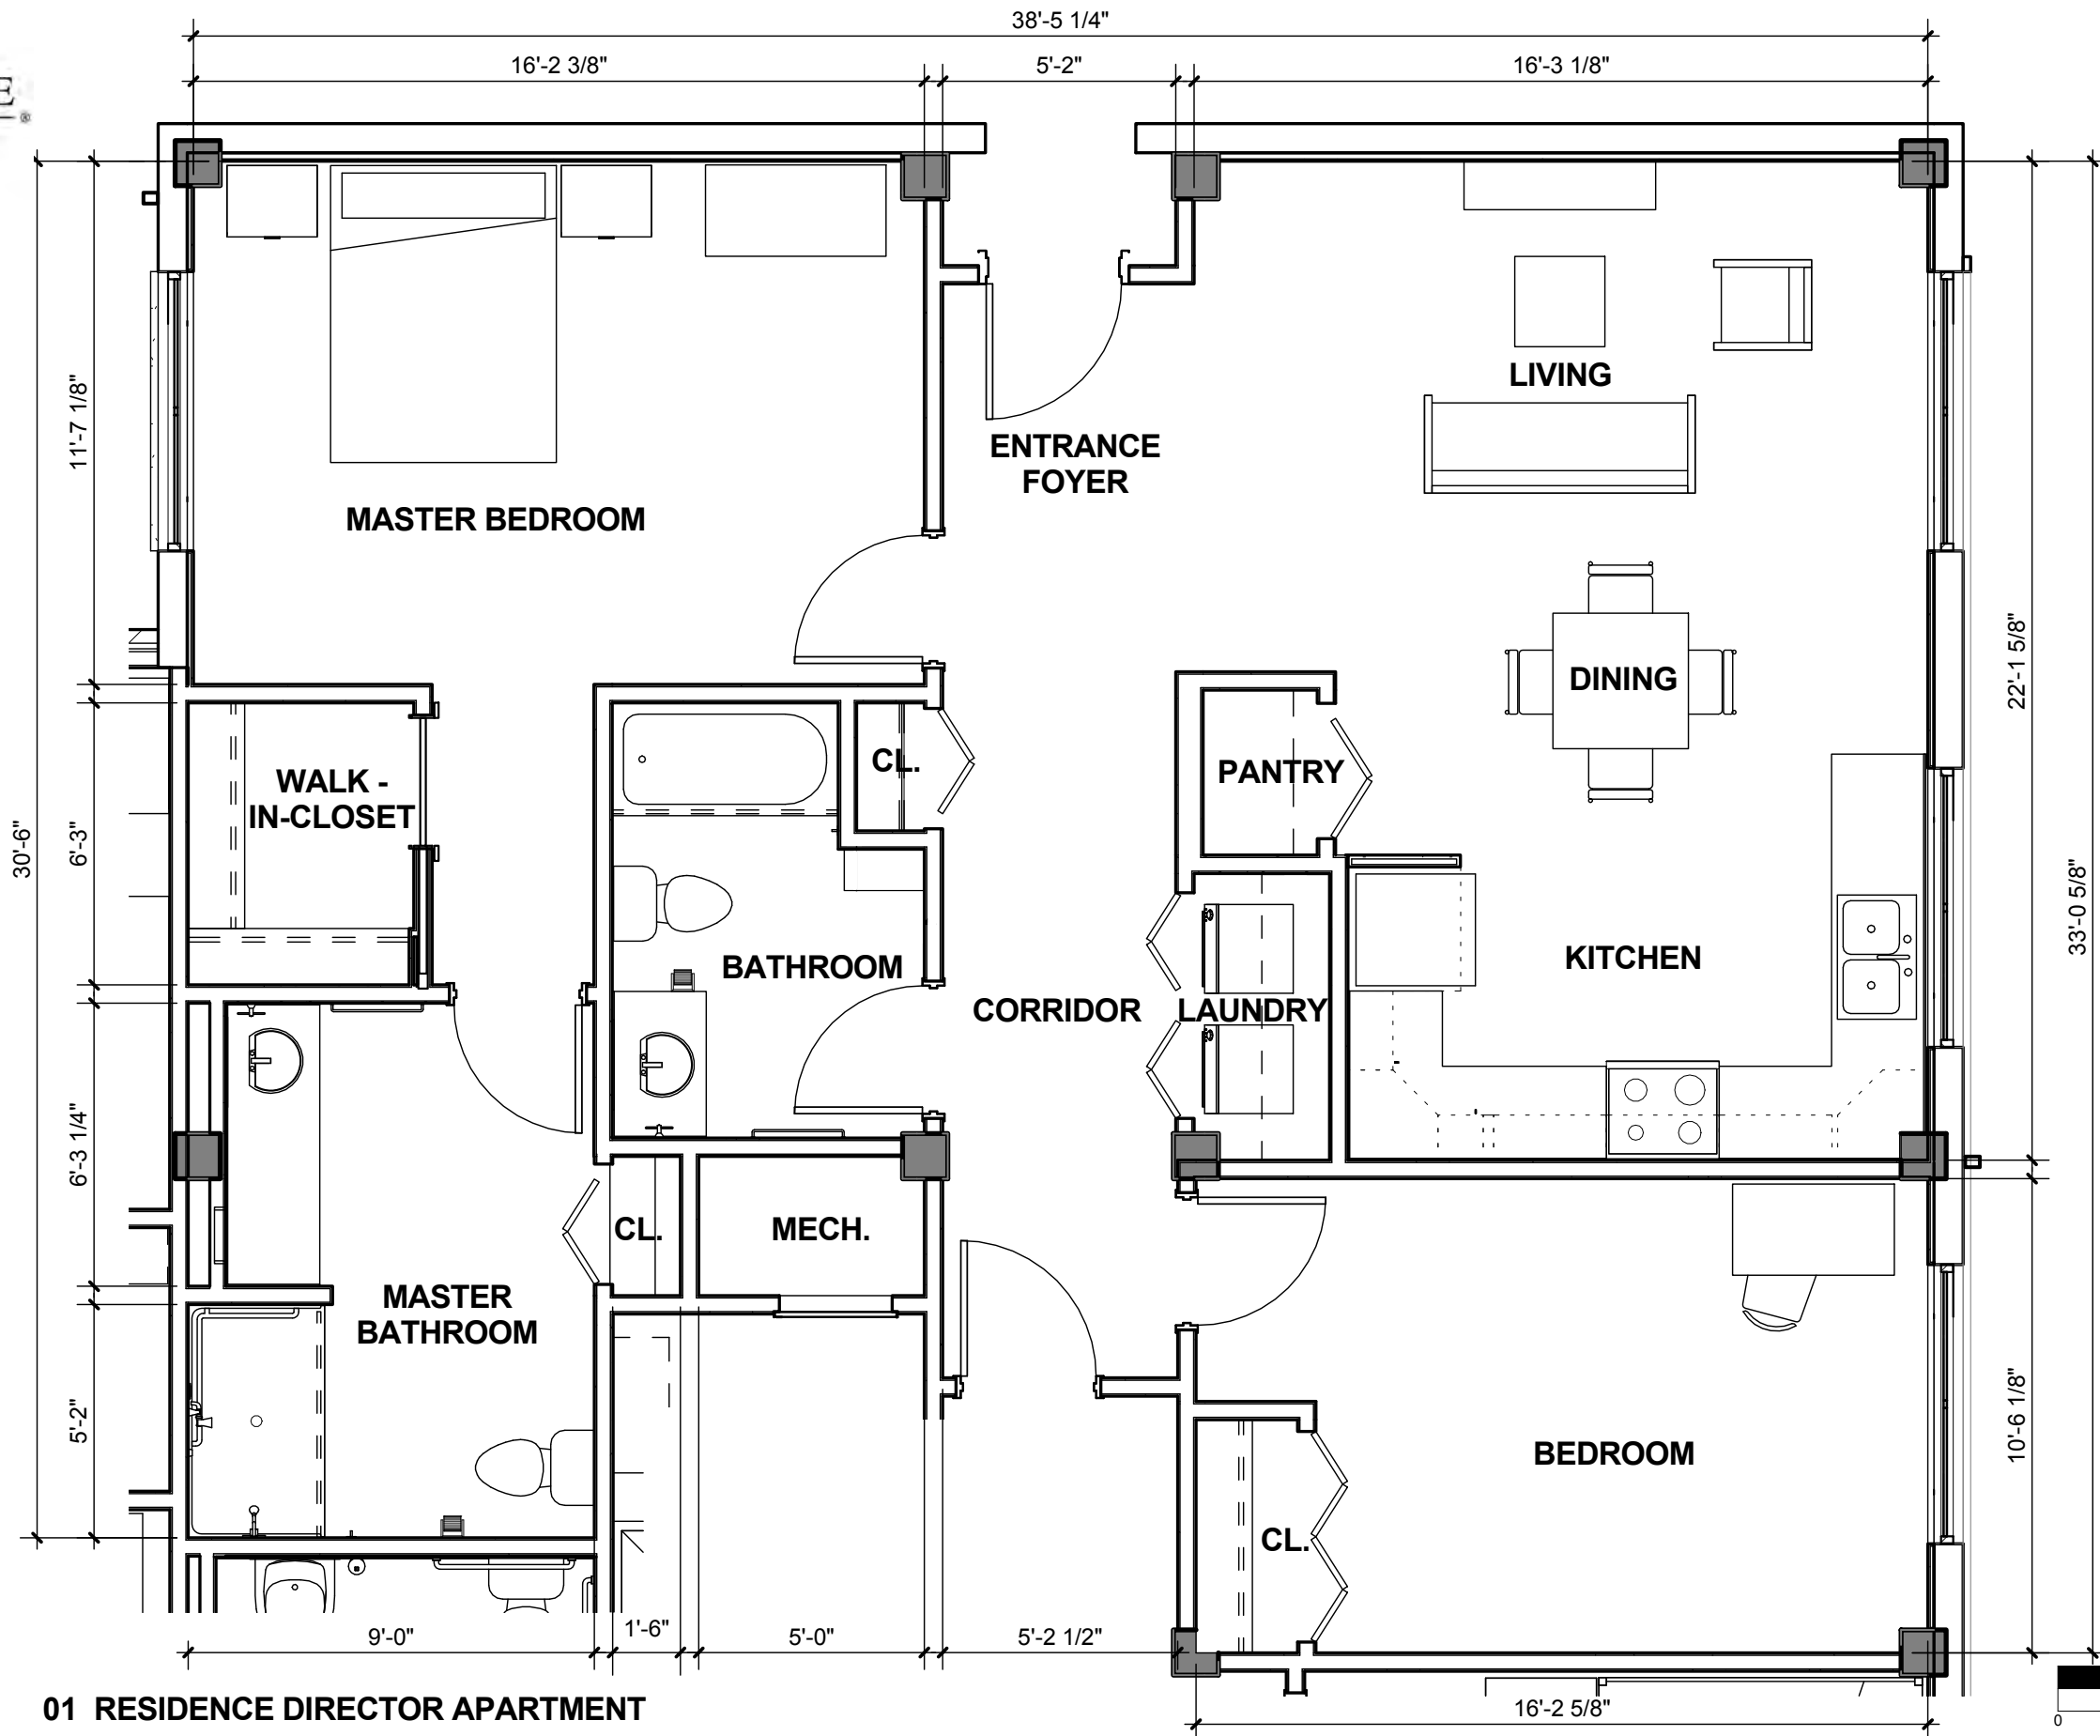 38'-5 1/4"
16'-2 3/8"
5'-2"
16'-3 1/8"
E
®
11'-7 1/8"
LIVING
ENTRANCE
FOYER
MASTER BEDROOM
22'-1 5/8"
DINING
CL.
PANTRY
WALK -
IN-CLOSET
30'-6"
6'-3"
33'-0 5/8"
BATHROOM
KITCHEN
CORRIDOR
LAUNDRY
6'-3 1/4"
CL.
MECH.
MASTER
BATHROOM
5'-2"
10'-6 1/8"
BEDROOM
CL.
9'-0"
1'-6"
5'-0"
5'-2 1/2"
01 RESIDENCE DIRECTOR APARTMENT
16'-2 5/8"
0